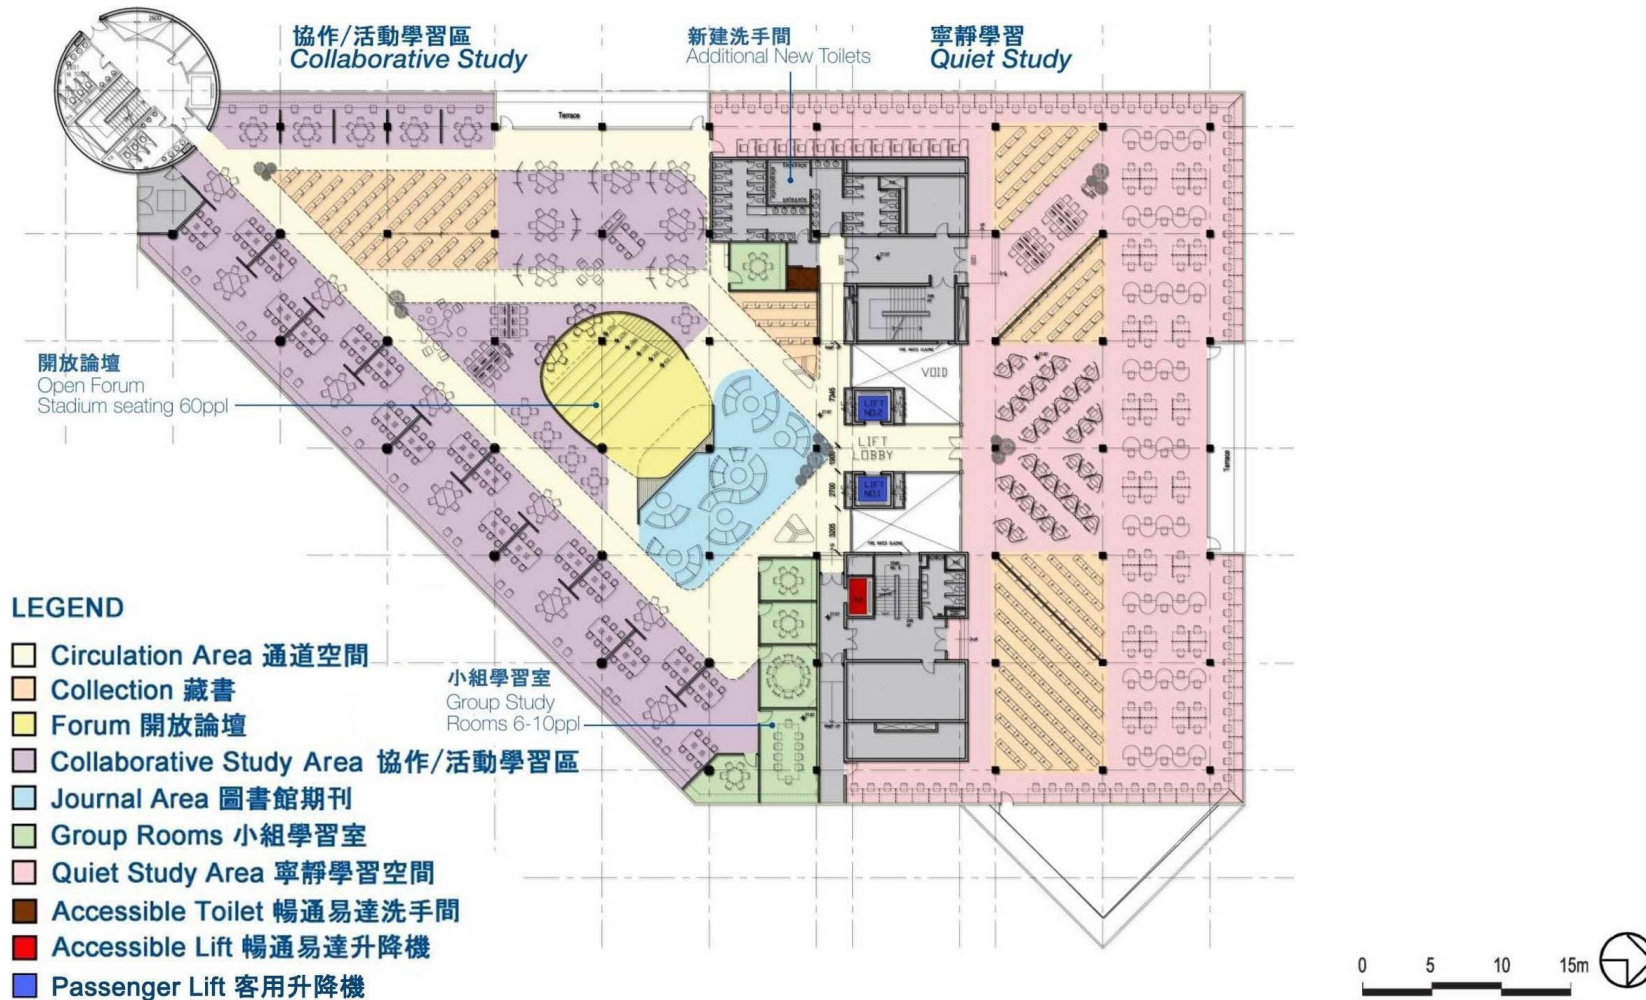 協作/活動學習區
Collaborative Study
新建洗手間
Additional New Toilets
寧靜學習
Quiet Study
2600
Terrace
開放論壇
Open Forum
Stadium seating 60ppl
VOID
7345
LIFT
NO.2
LIFT
LOBBY
Terrace
LIFT
NO.1
2700
3205
小組學習室
Group Study
Rooms 6-10ppl
LEGEND
Circulation Area 通道空間
Collection 藏書
Forum 開放論壇
Collaborative Study Area 協作/活動學習區
Journal Area 圖書館期刊
Group Rooms 小組學習室
Quiet Study Area 寧靜學習空間
Accessible Toilet 暢通易達洗手間
Accessible Lift 暢通易達升降機
Passenger Lift 客用升降機
0 5 10 15m